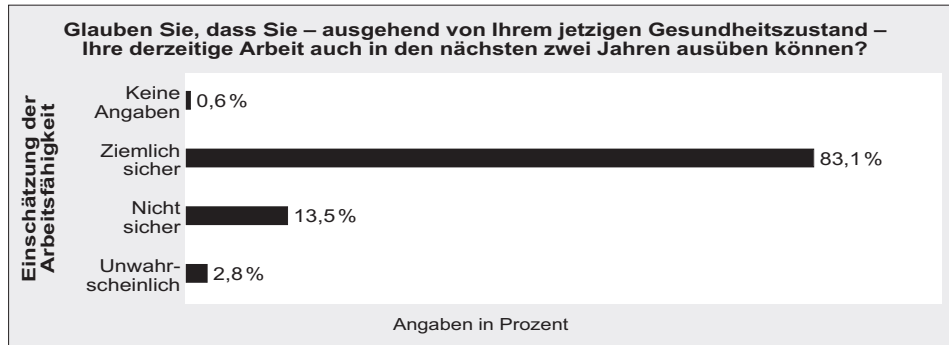 Glauben Sie, dass Sie – ausgehend von Ihrem jetzigen Gesundheitszustand –
Ihre derzeitige Arbeit auch in den nächsten zwei Jahren ausüben können?
Einschätzung der
Arbeitsfähigkeit
Keine
Angaben
0,6 %
Ziemlich
sicher
83,1 %
Nicht
sicher
13,5 %
Unwahr-
scheinlich
2,8 %
Angaben in Prozent